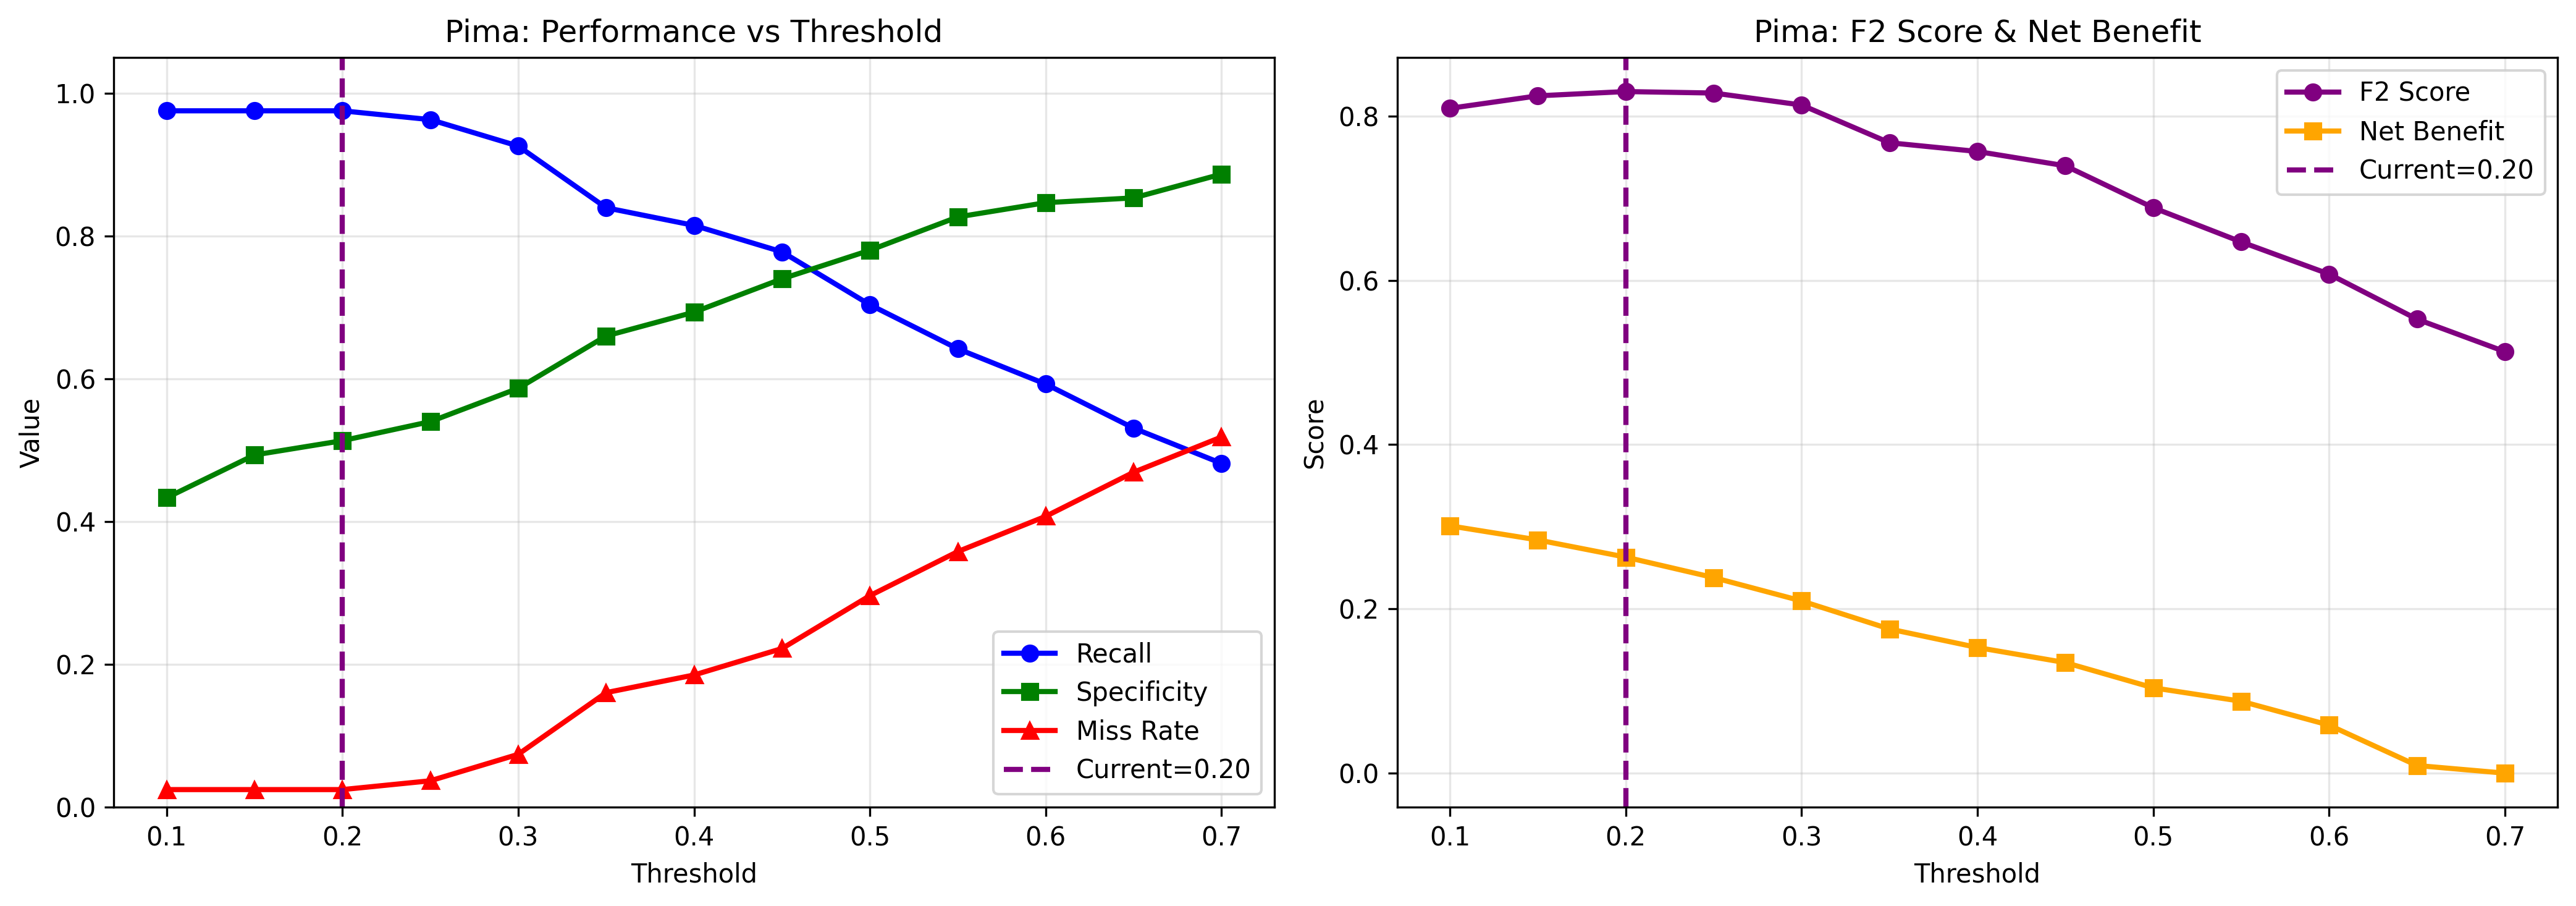 Pima: Performance vs Threshold
1.0
0.8
0.6
0.4
0.2
0.0
Value
0.1 0.2 0.3 0.4 0.5 0.6 0.7
Threshold
Recall
Specificity
Miss Rate
Current=0.20
Pima: F2 Score & Net Benefit
0.8
0.6
0.4
0.2
0.0
Score
0.1 0.2 0.3 0.4 0.5 0.6 0.7
Threshold
F2 Score
Net Benefit
Current=0.20